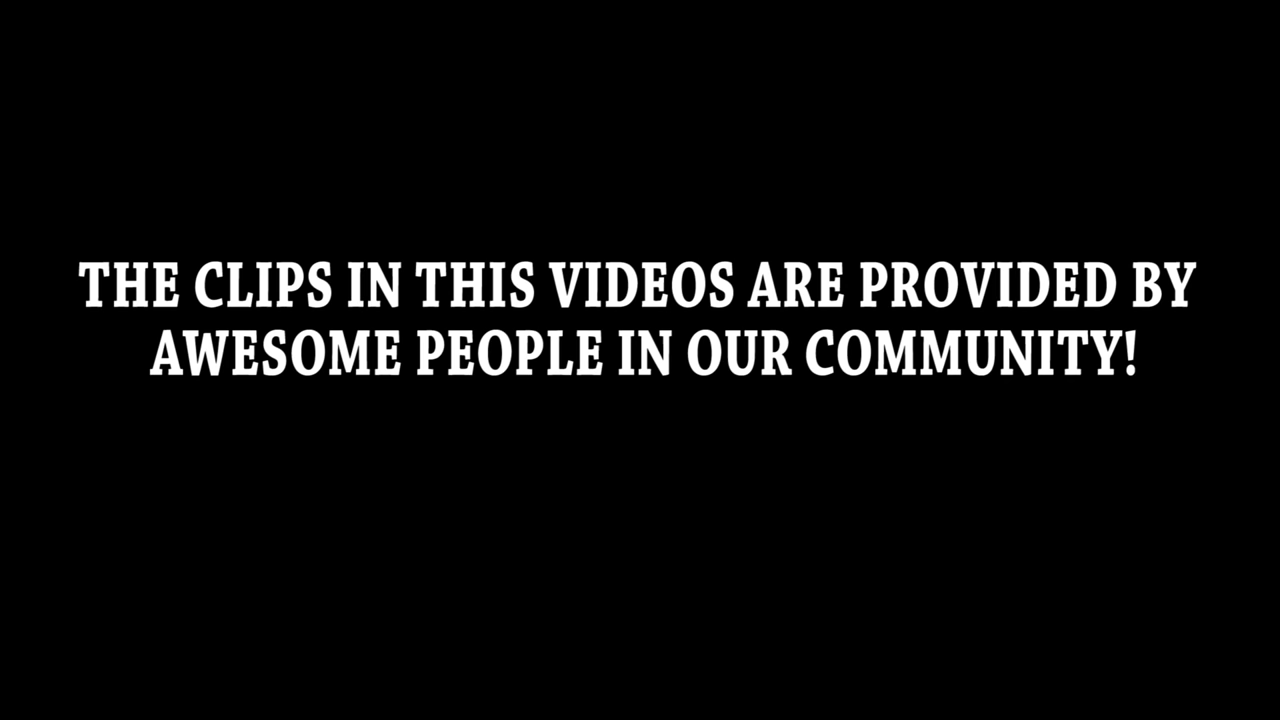 THE CLIPS IN THIS VIDEOS ARE PROVIDED BY
AWESOME PEOPLE IN OUR COMMUNITY!